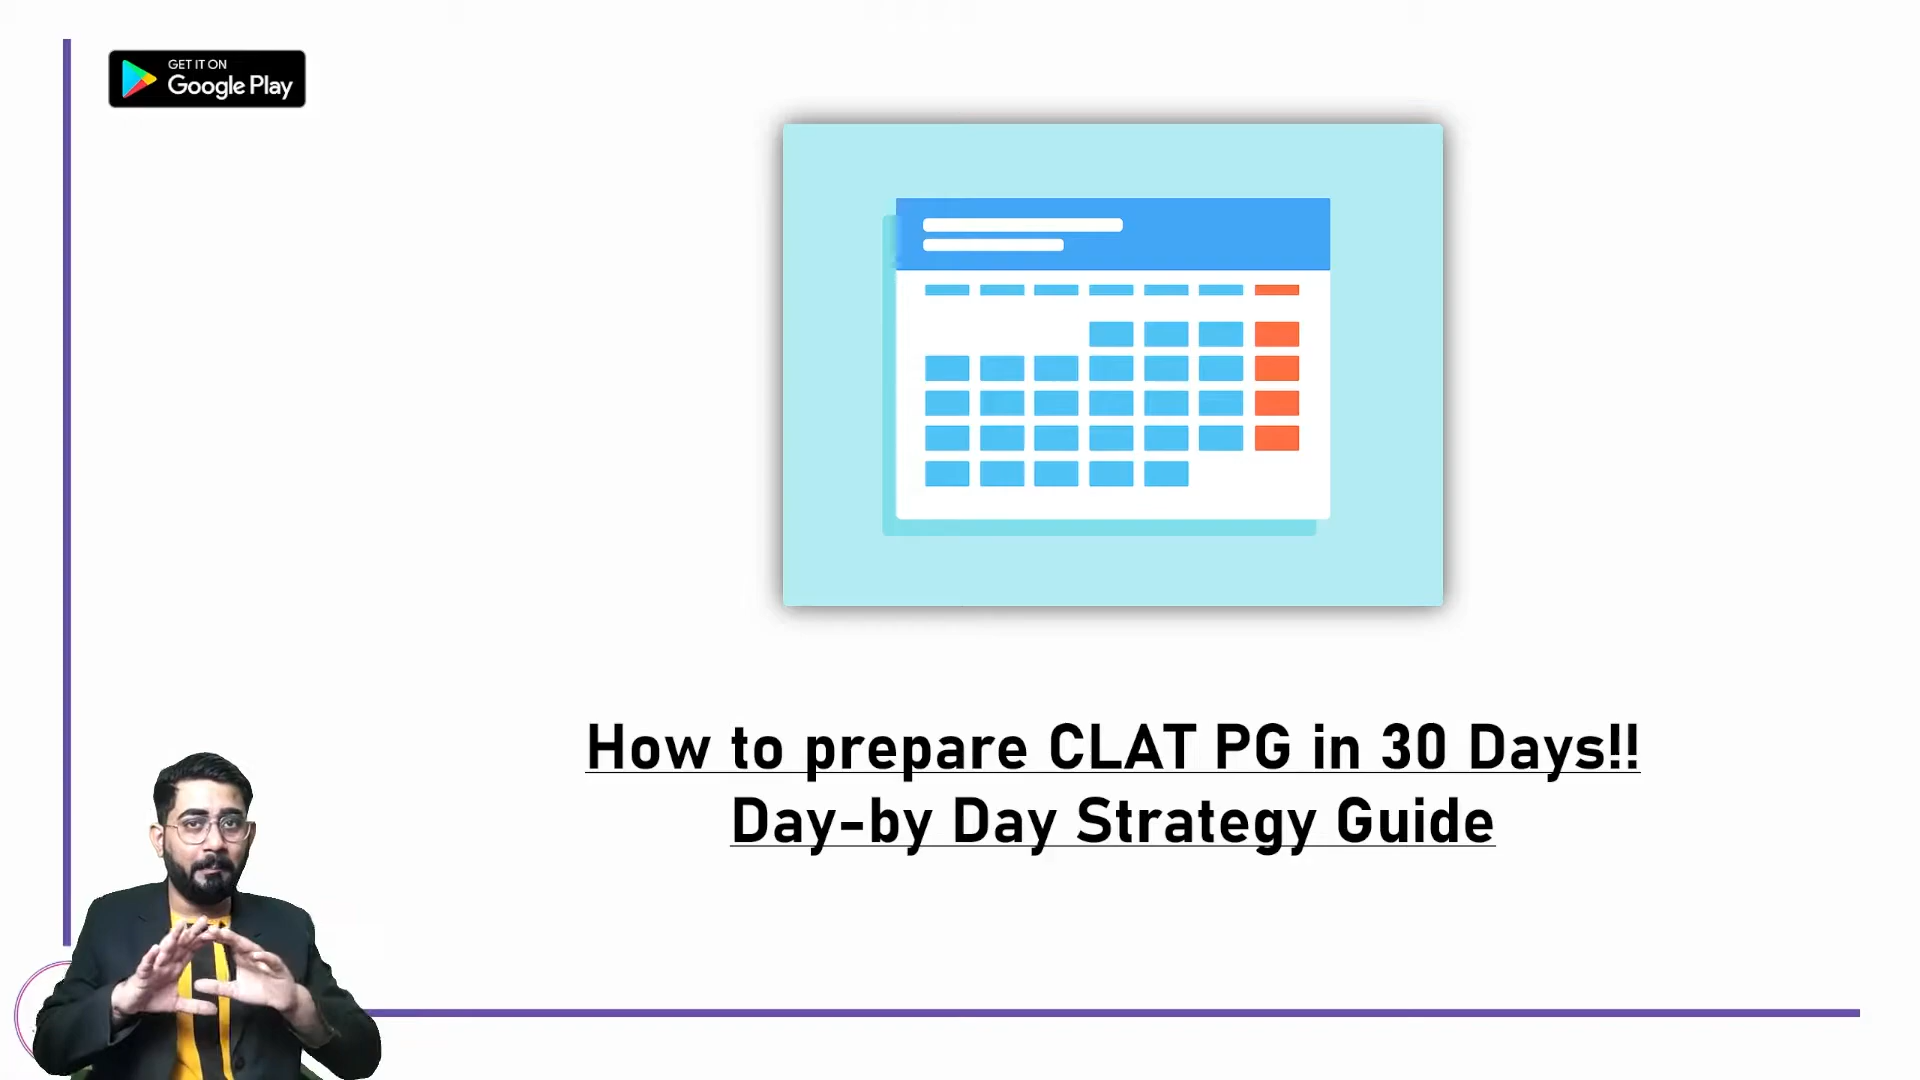 GET IT ON
Google Play
How to prepare CLAT PG in 30 Days!!
Day-by Day Strategy Guide